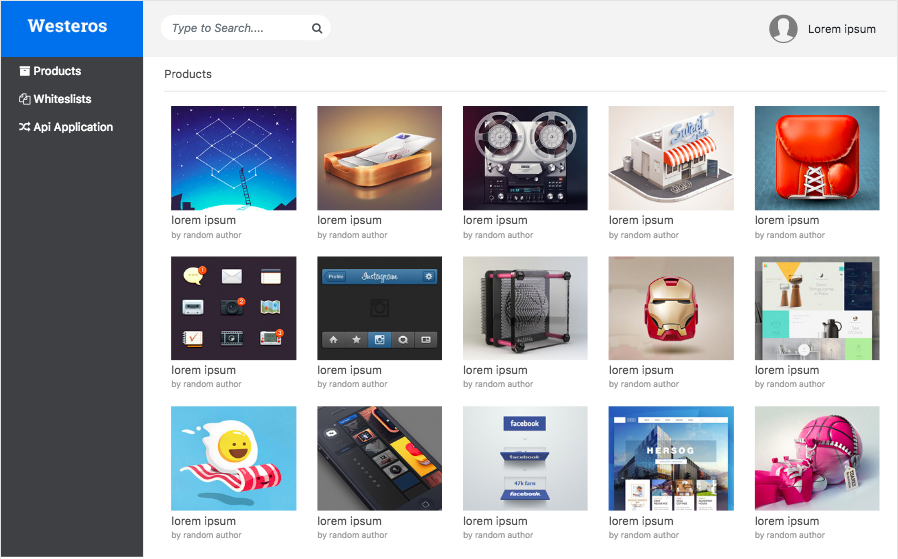 Westeros
Type to Search....
Lorem ipsum
Products
Whiteslists
Api Application
Products
Sweet
lorem ipsum
by random author
lorem ipsum
by random author
lorem ipsum
by random author
lorem ipsum
by random author
lorem ipsum
by random author
1
2
3
Profile
Instagram
lorem ipsum
by random author
lorem ipsum
by random author
lorem ipsum
by random author
lorem ipsum
by random author
lorem ipsum
by random author
facebook
facebook
47k fans
facebook
HERSOG
lorem ipsum
by random author
lorem ipsum
by random author
lorem ipsum
by random author
lorem ipsum
by random author
lorem ipsum
by random author